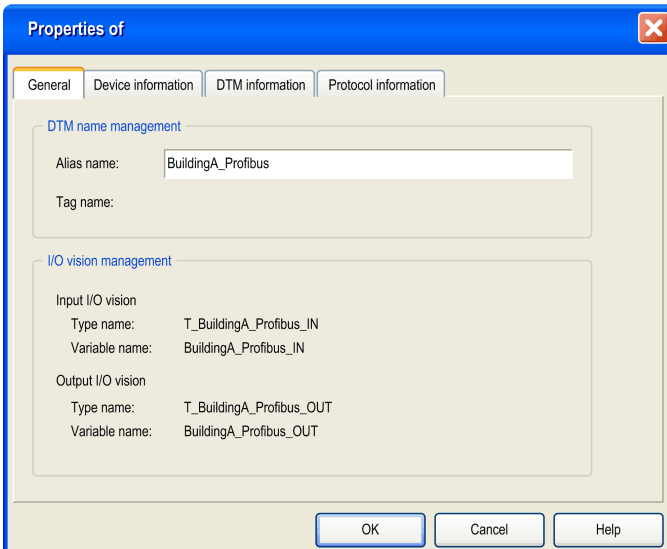 Properties of
General Device information DTM information Protocol information
DTM name management
Alias name: BuildingA_Profibus
Tag name:
I/O vision management
Input I/O vision
Type name: T_BuildingA_Profibus_IN
Variable name: BuildingA_Profibus_IN
Output I/O vision
Type name: T_BuildingA_Profibus_OUT
Variable name: BuildingA_Profibus_OUT
OK Cancel Help